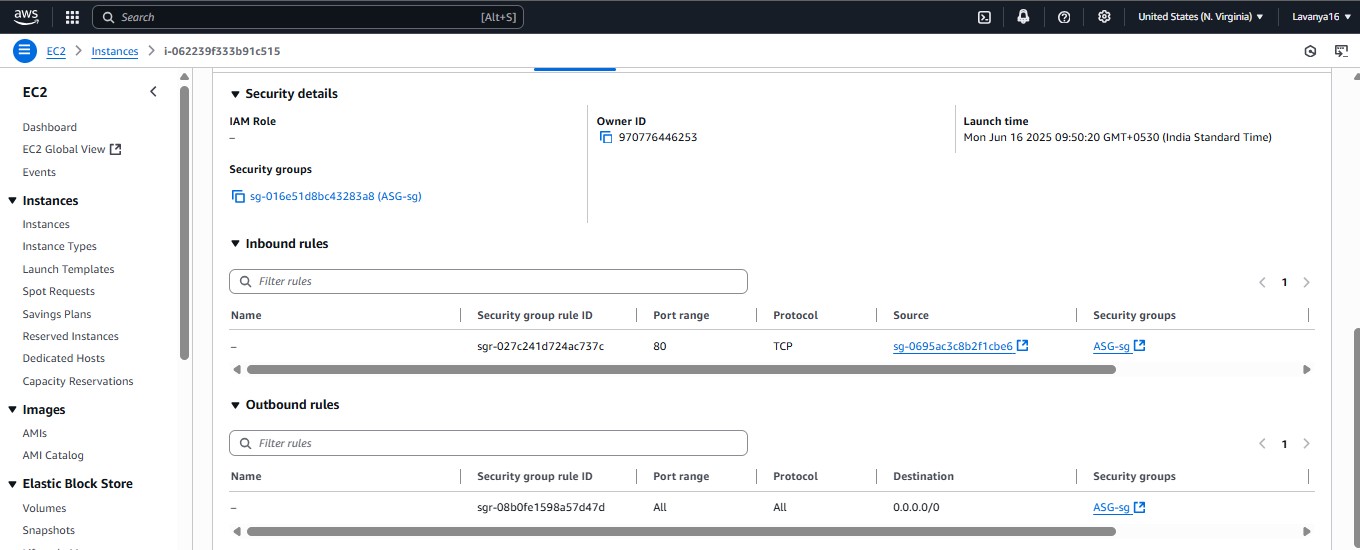 aws Search [Alt+S] United States (N. Virginia) ▼ Lavanya16 ▼
EC2 > Instances > i-062239f333b91c515
EC2
Dashboard
EC2 Global View
Events
▼ Instances
Instances
Instance Types
Launch Templates
Spot Requests
Savings Plans
Reserved Instances
Dedicated Hosts
Capacity Reservations
▼ Images
AMIs
AMI Catalog
▼ Elastic Block Store
Volumes
Snapshots
▼ Security details
IAM Role
–
Owner ID
970776446253
Launch time
Mon Jun 16 2025 09:50:20 GMT+0530 (India Standard Time)
Security groups
sg-016e51d8bc43283a8 (ASG-sg)
▼ Inbound rules
Filter rules
< 1 >
Name Security group rule ID Port range Protocol Source Security groups
– sgr-027c241d724ac737c 80 TCP sg-0695ac3c8b2f1cbe6 ASG-sg
▼ Outbound rules
Filter rules
< 1 >
Name Security group rule ID Port range Protocol Destination Security groups
– sgr-08b0fe1598a57d47d All All 0.0.0.0/0 ASG-sg